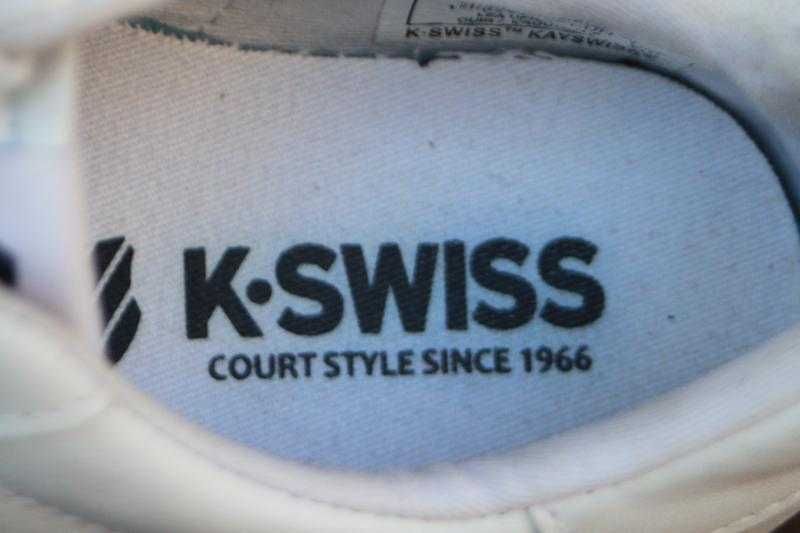 K-SWISS™ KAYSWISS
K·SWISS
COURT STYLE SINCE 1966